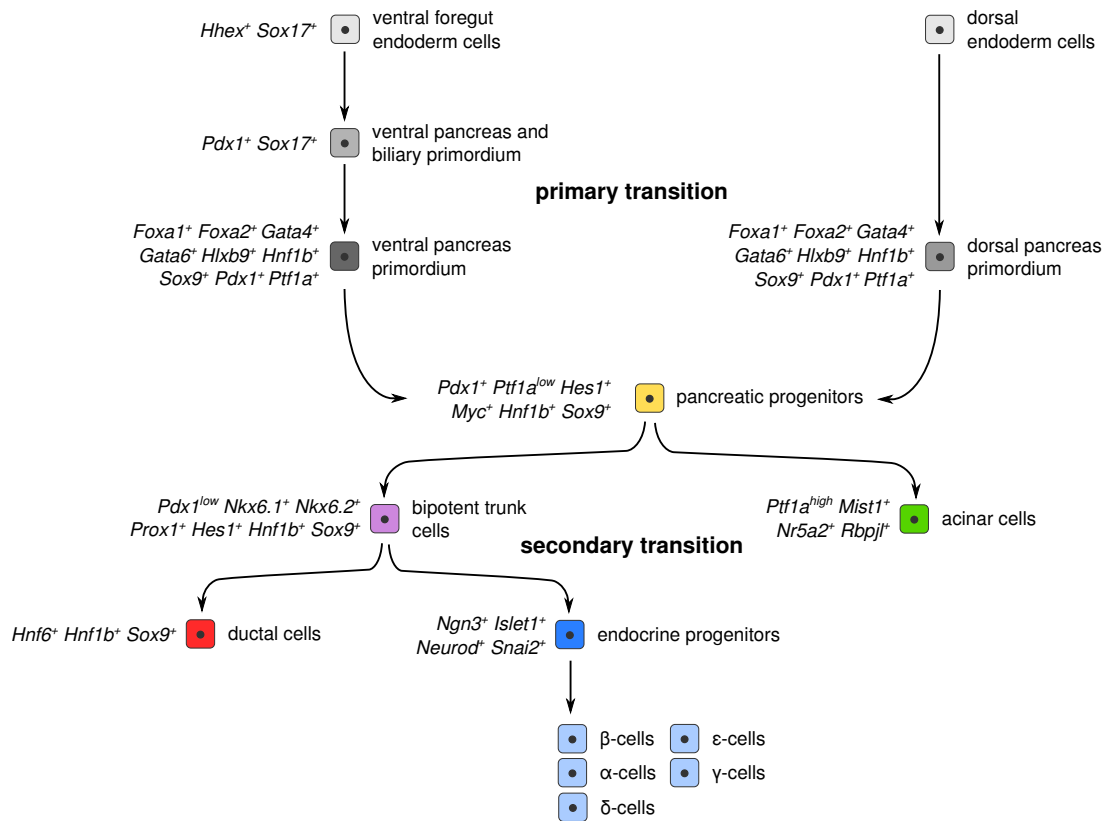 Hhex⁺ Sox17⁺
ventral foregut
endoderm cells
dorsal
endoderm cells
Pdx1⁺ Sox17⁺
ventral pancreas and
biliary primordium
primary transition
Foxa1⁺ Foxa2⁺ Gata4⁺
Gata6⁺ Hlxb9⁺ Hnf1b⁺
Sox9⁺ Pdx1⁺ Ptf1a⁺
ventral pancreas
primordium
Foxa1⁺ Foxa2⁺ Gata4⁺
Gata6⁺ Hlxb9⁺ Hnf1b⁺
Sox9⁺ Pdx1⁺ Ptf1a⁺
dorsal pancreas
primordium
Pdx1⁺ Ptf1a^low Hes1⁺
Myc⁺ Hnf1b⁺ Sox9⁺
pancreatic progenitors
Pdx1^low Nkx6.1⁺ Nkx6.2⁺
Prox1⁺ Hes1⁺ Hnf1b⁺ Sox9⁺
bipotent trunk
cells
Ptf1a^high Mist1⁺
Nr5a2⁺ Rbpjl⁺
acinar cells
secondary transition
Hnf6⁺ Hnf1b⁺ Sox9⁺
ductal cells
Ngn3⁺ Islet1⁺
Neurod⁺ Snai2⁺
endocrine progenitors
β-cells
ε-cells
α-cells
γ-cells
δ-cells